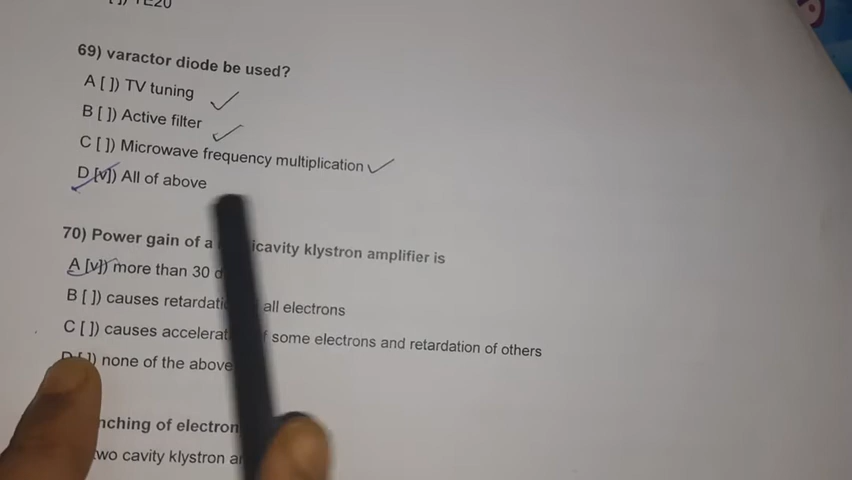 TE20
69) varactor diode be used?
A [ ]) TV tuning
B [ ]) Active filter
C [ ]) Microwave frequency multiplication
D [v]) All of above
70) Power gain of a icavity klystron amplifier is
A [v]) more than 30 d
B [ ]) causes retardati all electrons
C [ ]) causes accelerat f some electrons and retardation of others
D [ ]) none of the above
nching of electron
two cavity klystron a